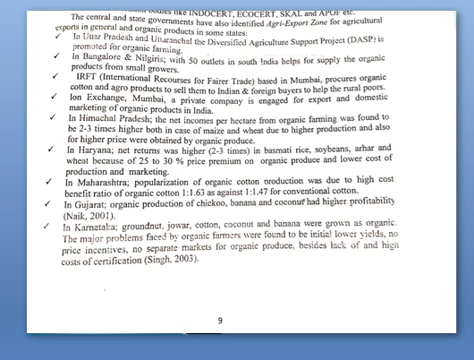 bodies like INDOCERT, ECOCERT, SKAL and APOF etc.
The central and state governments have also identified Agri-Export Zone for agricultural
exports in general and organic products in some states:
✓ In Uttar Pradesh and Uttaranchal the Diversified Agriculture Support Project (DASP) is
promoted for organic farming.
✓ In Bangalore & Nilgiris; with 50 outlets in south India helps for supply the organic
products from small growers.
✓ IRFT (International Recourses for Fairer Trade) based in Mumbai, procures organic
cotton and agro products to sell them to Indian & foreign buyers to help the rural poors.
✓ Ion Exchange, Mumbai, a private company is engaged for export and domestic
marketing of organic products in India.
✓ In Himachal Pradesh; the net incomes per hectare from organic farming was found to
be 2-3 times higher both in case of maize and wheat due to higher production and also
for higher price were obtained by organic produce.
✓ In Haryana; net returns was higher (2-3 times) in basmati rice, soybeans, arhar and
wheat because of 25 to 30 % price premium on organic produce and lower cost of
production and marketing.
✓ In Maharashtra; popularization of organic cotton production was due to high cost
benefit ratio of organic cotton 1:1.63 as against 1:1.47 for conventional cotton.
✓ In Gujarat; organic production of chickoo, banana and coconut had higher profitability
(Naik, 2001).
✓ In Karnataka; groundnut, jowar, cotton, coconut and banana were grown as organic.
The major problems faced by organic farmers were found to be initial lower yields, no
price incentives, no separate markets for organic produce, besides lack of and high
costs of certification (Singh, 2003).
9